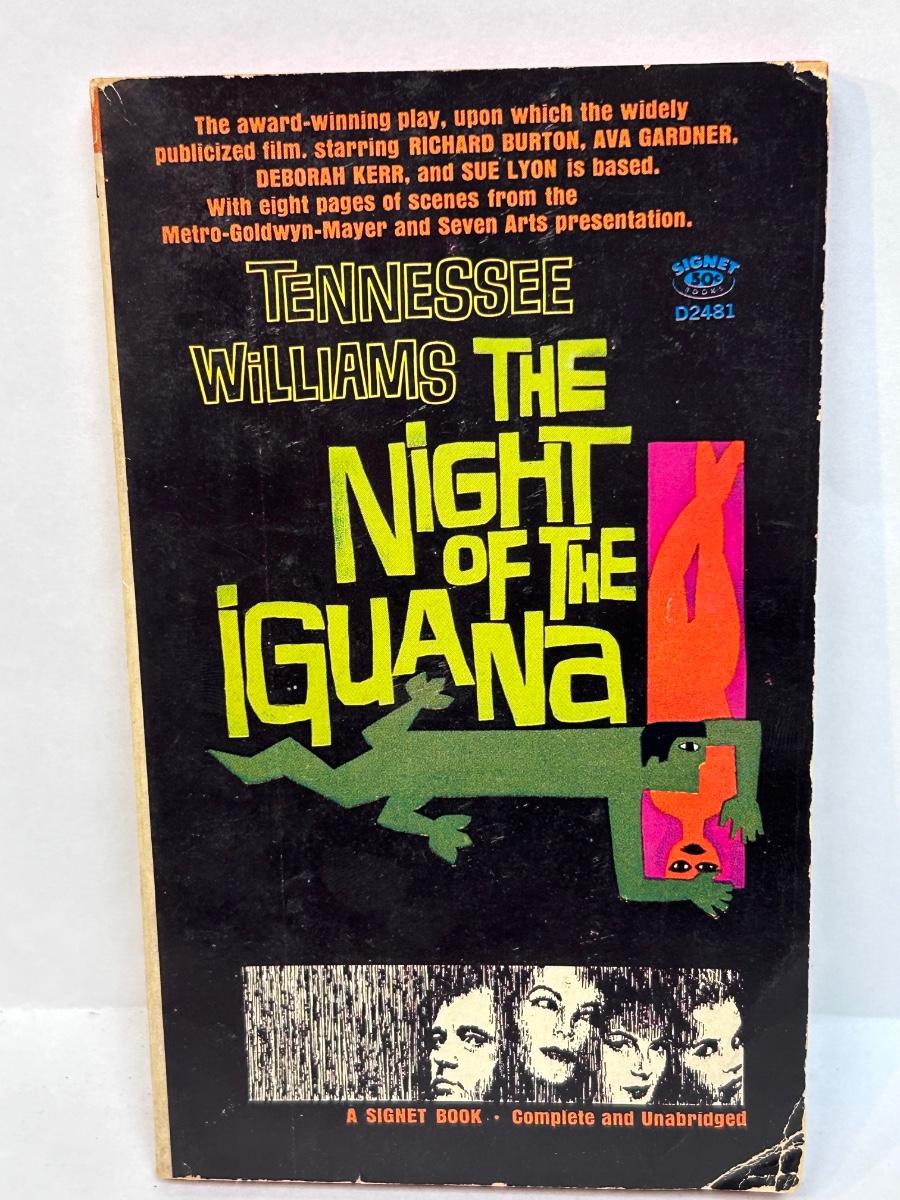 The award-winning play, upon which the widely
publicized film, starring RICHARD BURTON, AVA GARDNER,
DEBORAH KERR, and SUE LYON is based.
With eight pages of scenes from the
Metro-Goldwyn-Mayer and Seven Arts presentation.
SIGNET
50¢
BOOKS
D2481
TENNESSEE
WiLLIAMS THE
NiGHT
OF THE
iGUANa
A SIGNET BOOK · Complete and Unabridged